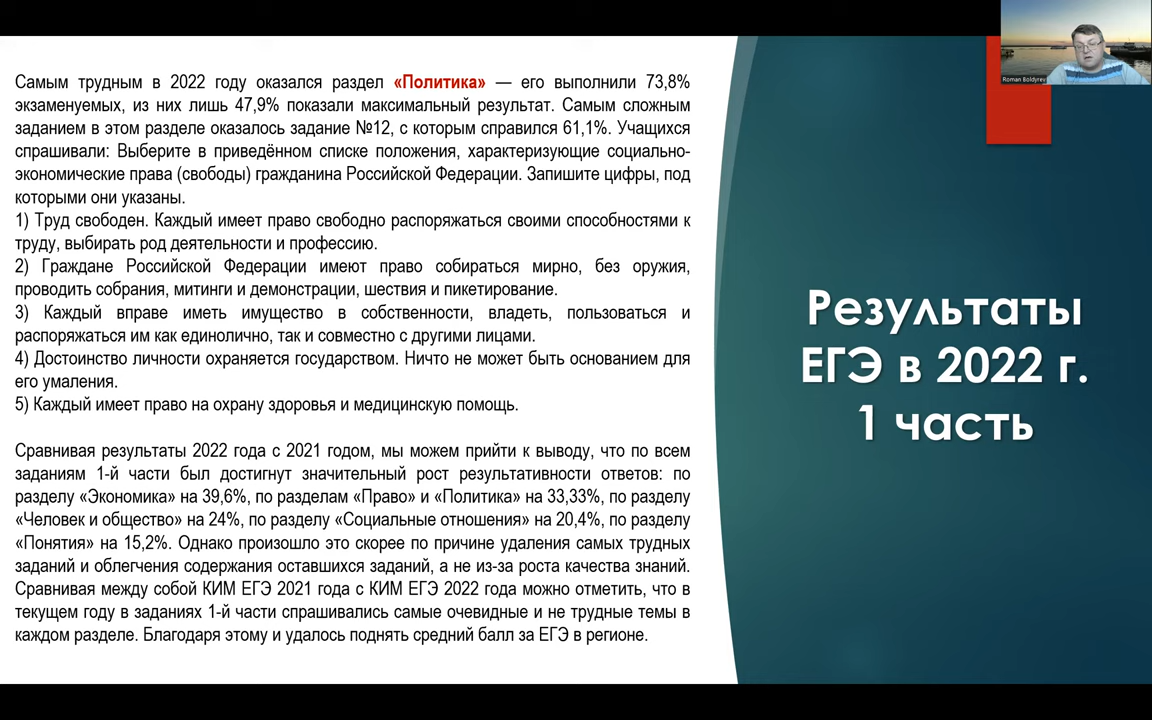 Roman Boldyrev
Самым трудным в 2022 году оказался раздел «Политика» — его выполнили 73,8%
экзаменуемых, из них лишь 47,9% показали максимальный результат. Самым сложным
заданием в этом разделе оказалось задание №12, с которым справился 61,1%. Учащихся
спрашивали: Выберите в приведённом списке положения, характеризующие социально-
экономические права (свободы) гражданина Российской Федерации. Запишите цифры, под
которыми они указаны.
1) Труд свободен. Каждый имеет право свободно распоряжаться своими способностями к
труду, выбирать род деятельности и профессию.
2) Граждане Российской Федерации имеют право собираться мирно, без оружия,
проводить собрания, митинги и демонстрации, шествия и пикетирование.
3) Каждый вправе иметь имущество в собственности, владеть, пользоваться и
распоряжаться им как единолично, так и совместно с другими лицами.
4) Достоинство личности охраняется государством. Ничто не может быть основанием для
его умаления.
5) Каждый имеет право на охрану здоровья и медицинскую помощь.
Сравнивая результаты 2022 года с 2021 годом, мы можем прийти к выводу, что по всем
заданиям 1-й части был достигнут значительный рост результативности ответов: по
разделу «Экономика» на 39,6%, по разделам «Право» и «Политика» на 33,33%, по разделу
«Человек и общество» на 24%, по разделу «Социальные отношения» на 20,4%, по разделу
«Понятия» на 15,2%. Однако произошло это скорее по причине удаления самых трудных
заданий и облегчения содержания оставшихся заданий, а не из-за роста качества знаний.
Сравнивая между собой КИМ ЕГЭ 2021 года с КИМ ЕГЭ 2022 года можно отметить, что в
текущем году в заданиях 1-й части спрашивались самые очевидные и не трудные темы в
каждом разделе. Благодаря этому и удалось поднять средний балл за ЕГЭ в регионе.
Результаты
ЕГЭ в 2022 г.
1 часть